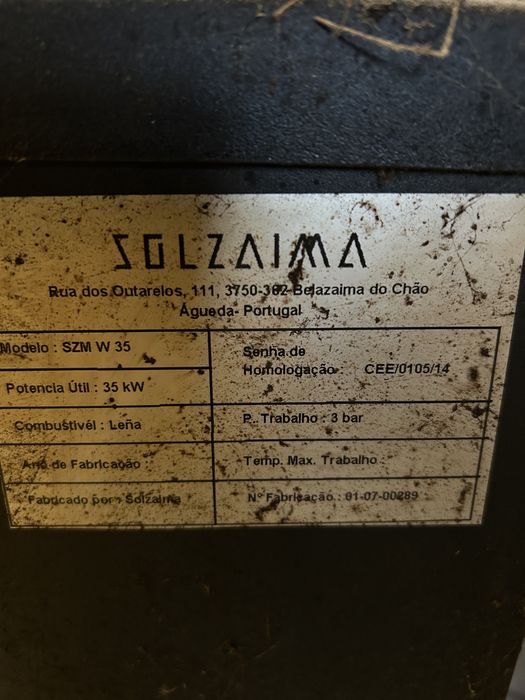 SOLZAIMA
Rua dos Outarelos, 111, 3750-362 Belazaima do Chão
Águeda- Portugal
Modelo : SZM W 35
Senha de
Homologação : CEE/0105/14
Potencia Útil : 35 kW
Combustivél : Leña
P. Trabalho : 3 bar
Ano de Fabricação :
Temp. Max. Trabalho :
Fabricado por : Solzaima
Nº Fabricação : 01-07-00289